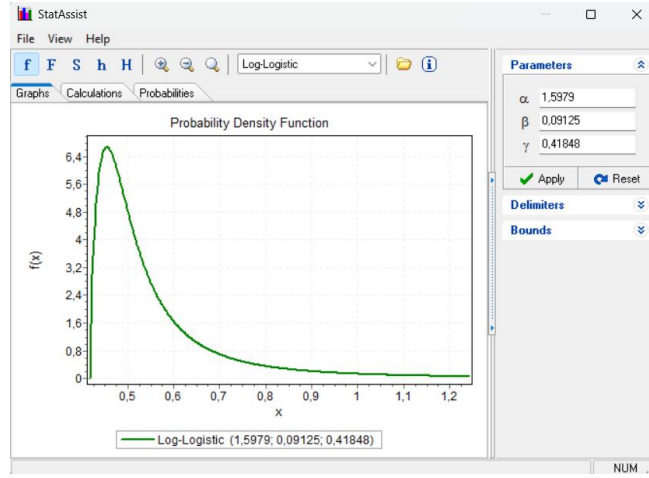 StatAssist
File View Help
f F S h H Log-Logistic
Graphs Calculations Probabilities
Probability Density Function
6,4
5,6
4,8
4
3,2
2,4
1,6
0,8
0
f(x)
0,5 0,6 0,7 0,8 0,9 1 1,1 1,2
x
Log-Logistic (1,5979; 0,09125; 0,41848)
Parameters
α 1,5979
β 0,09125
γ 0,41848
Apply Reset
Delimiters
Bounds
NUM